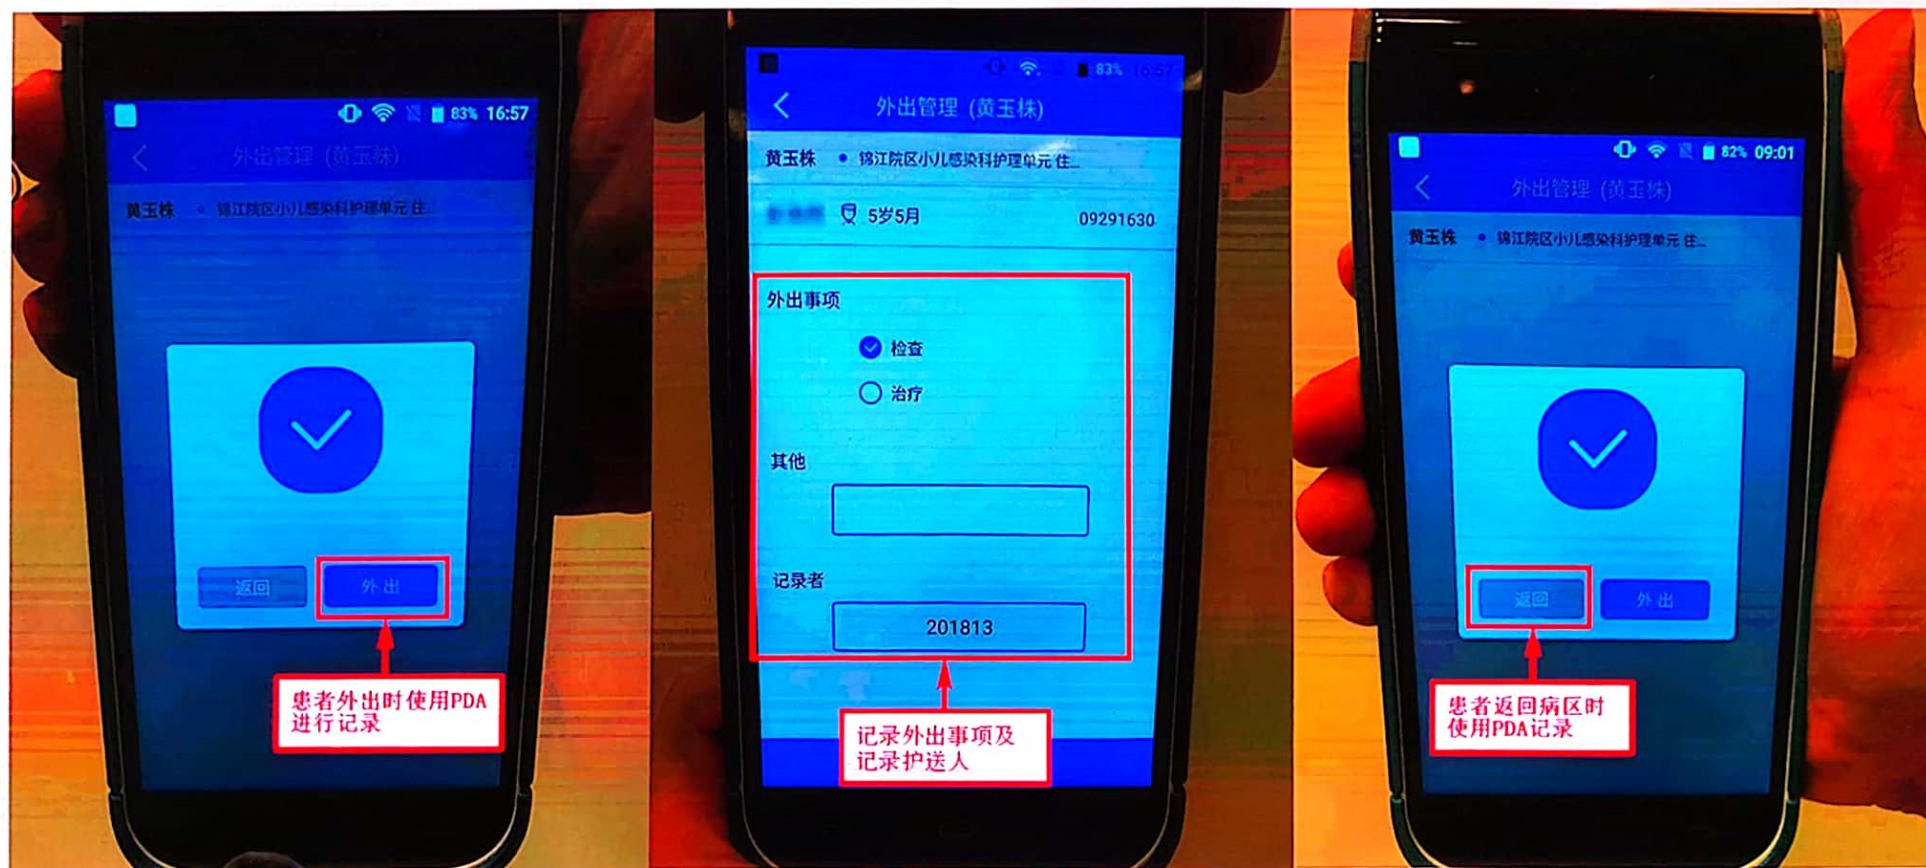 83% 16:57
外出管理 (黄玉株)
黄玉株 • 锦江院区小儿感染科护理单元 住...
返回
外出
患者外出时使用PDA
进行记录
83% 16:57
外出管理 (黄玉株)
黄玉株 • 锦江院区小儿感染科护理单元 住...
5岁5月
09291630
外出事项
检查
治疗
其他
记录者
201813
记录外出事项及
记录护送人
82% 09:01
外出管理 (黄玉株)
黄玉株 • 锦江院区小儿感染科护理单元 住...
返回
外出
患者返回病区时
使用PDA记录